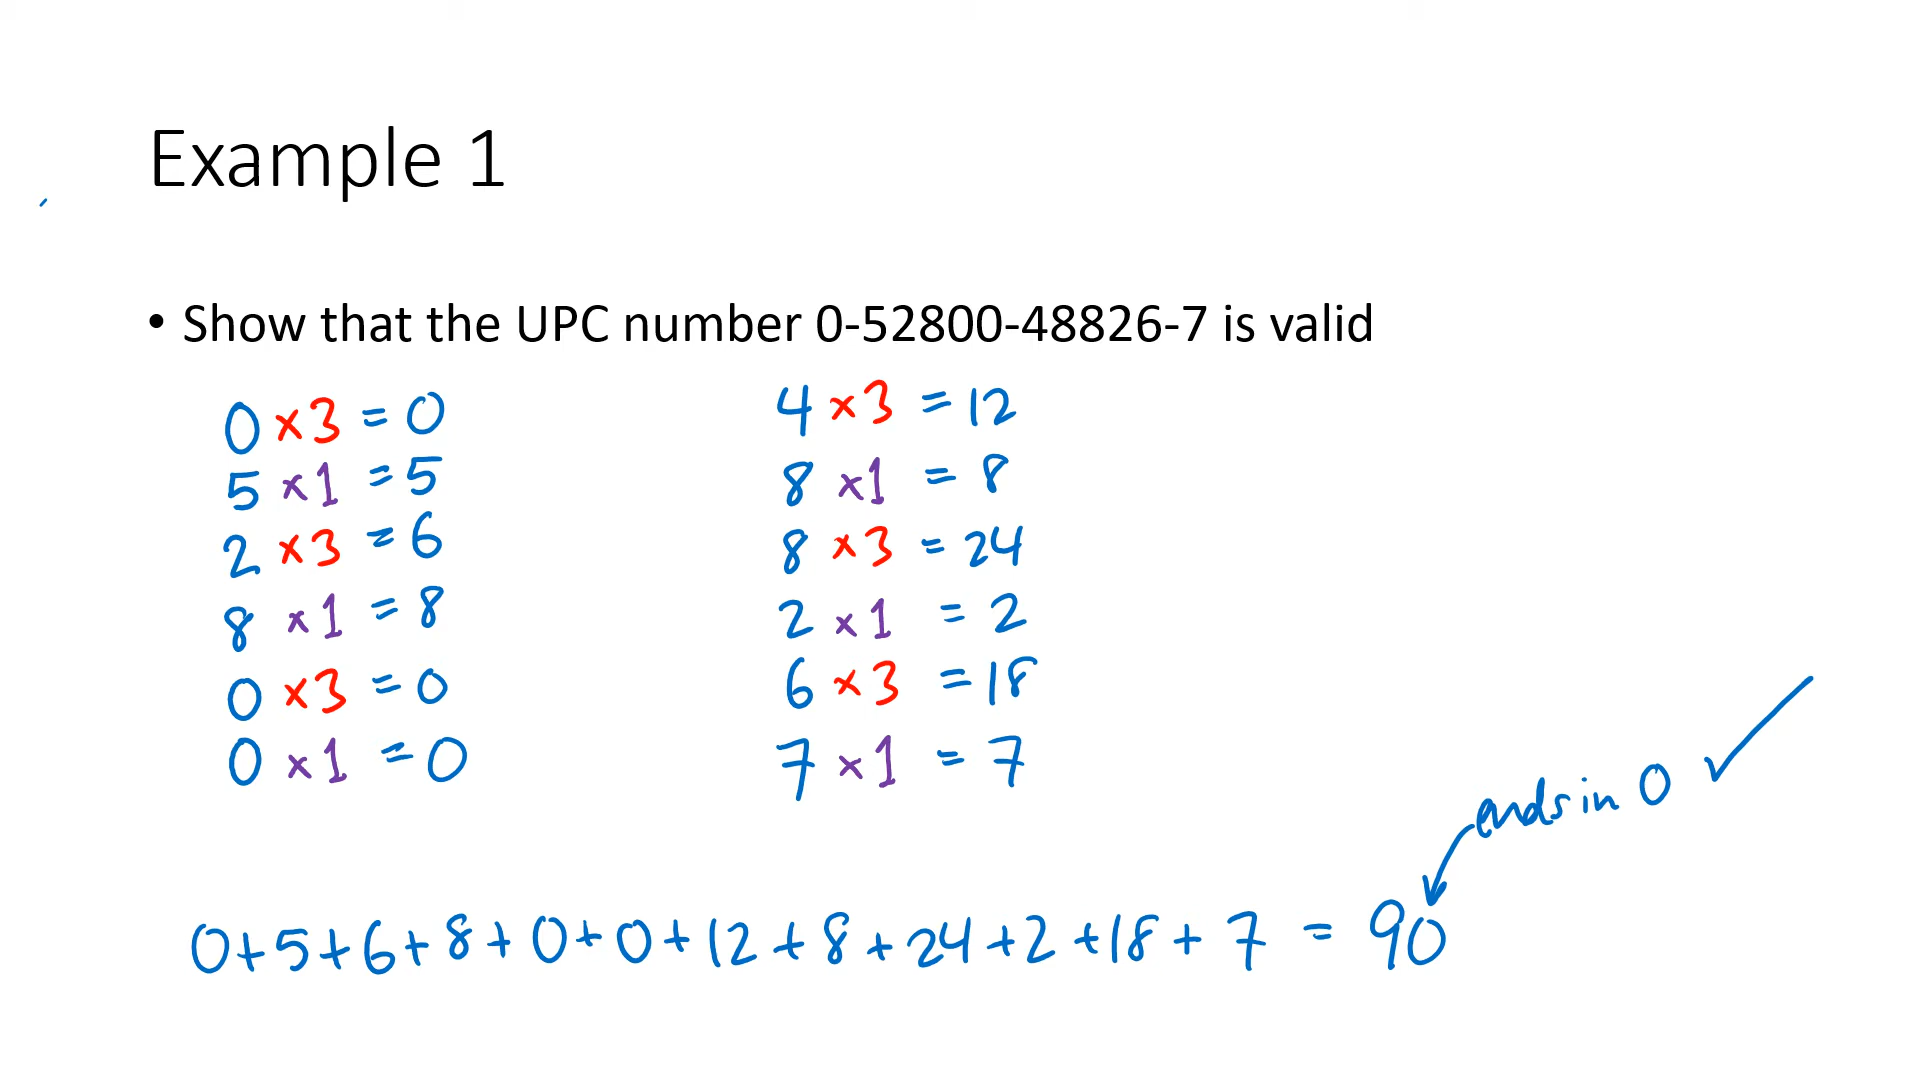 Example 1
• Show that the UPC number 0-52800-48826-7 is valid
0 × 3 = 0
5 × 1 = 5
2 × 3 = 6
8 × 1 = 8
0 × 3 = 0
0 × 1 = 0
4 × 3 = 12
8 × 1 = 8
8 × 3 = 24
2 × 1 = 2
6 × 3 = 18
7 × 1 = 7
ends in 0 ✓
0+5+6+8+0+0+12+8+24+2+18+7 = 90